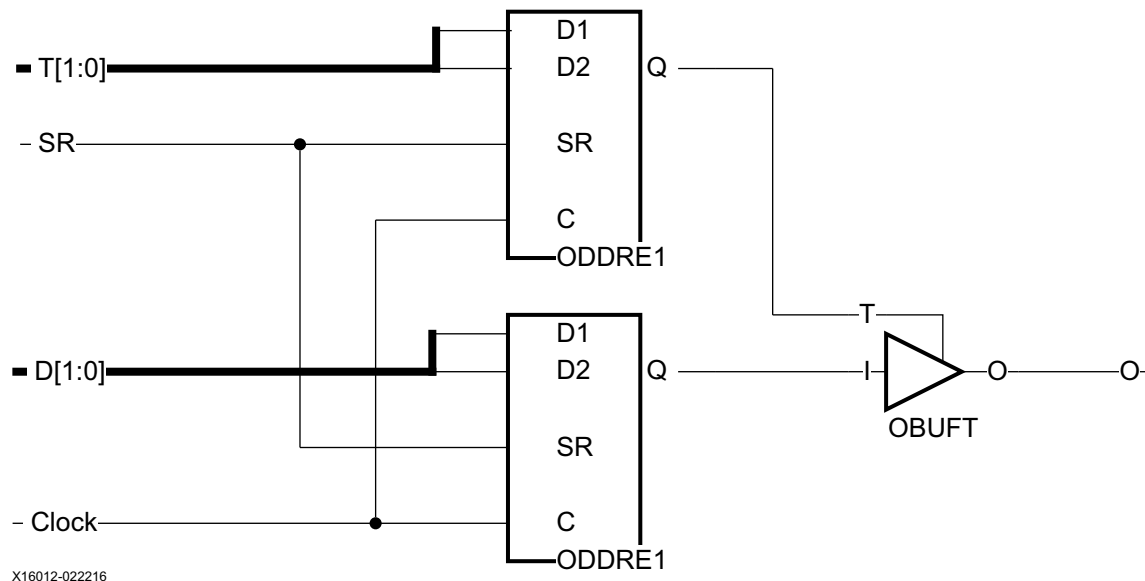 D1
T[1:0]
D2
Q
SR
SR
C
ODDRE1
T
D1
D[1:0]
D2
Q
I
O
O
OBUFT
SR
Clock
C
ODDRE1
X16012-022216